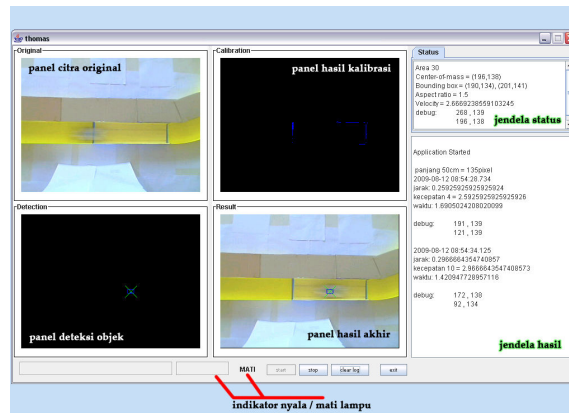 thomas
Original
panel citra original
Calibration
panel hasil kalibrasi
Status
Area 30
Center-of-mass = (196,138)
Bounding box = (190,134), (201,141)
Aspect ratio = 1.5
Velocity = 2.6669238559103245
debug: 268 , 139
196 , 138
jendela status
Application Started
panjang 50cm = 135pixel
2009-08-12 08:54:28.734
jarak: 0.25925925925925924
kecepatan 4 = 2.5925925925925926
waktu: 1.6905024208020099
debug: 191 , 139
121 , 139
2009-08-12 08:54:34.125
jarak: 0.2966664354740857
kecepatan 10 = 2.9666643547408573
waktu: 1.420947728957116
debug: 172 , 138
92 , 134
jendela hasil
Detection
panel deteksi objek
Result
panel hasil akhir
MATI
start
stop
clear log
exit
indikator nyala / mati lampu